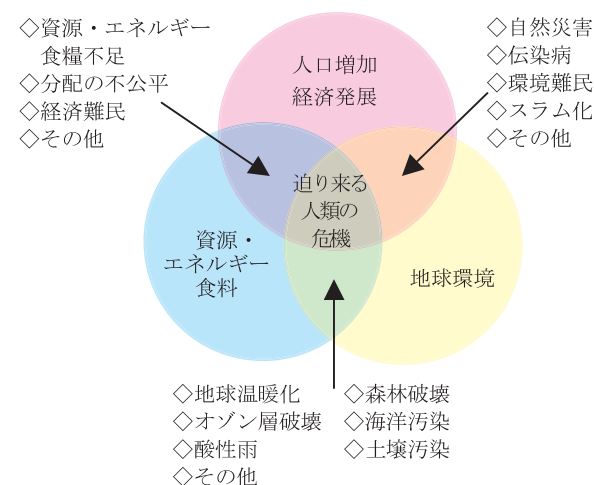 ◇資源・エネルギー
食糧不足
◇分配の不公平
◇経済難民
◇その他
◇自然災害
◇伝染病
◇環境難民
◇スラム化
◇その他
人口増加
経済発展
迫り来る
人類の
危機
資源・
エネルギー
食料
地球環境
◇地球温暖化
◇オゾン層破壊
◇酸性雨
◇その他
◇森林破壊
◇海洋汚染
◇土壌汚染